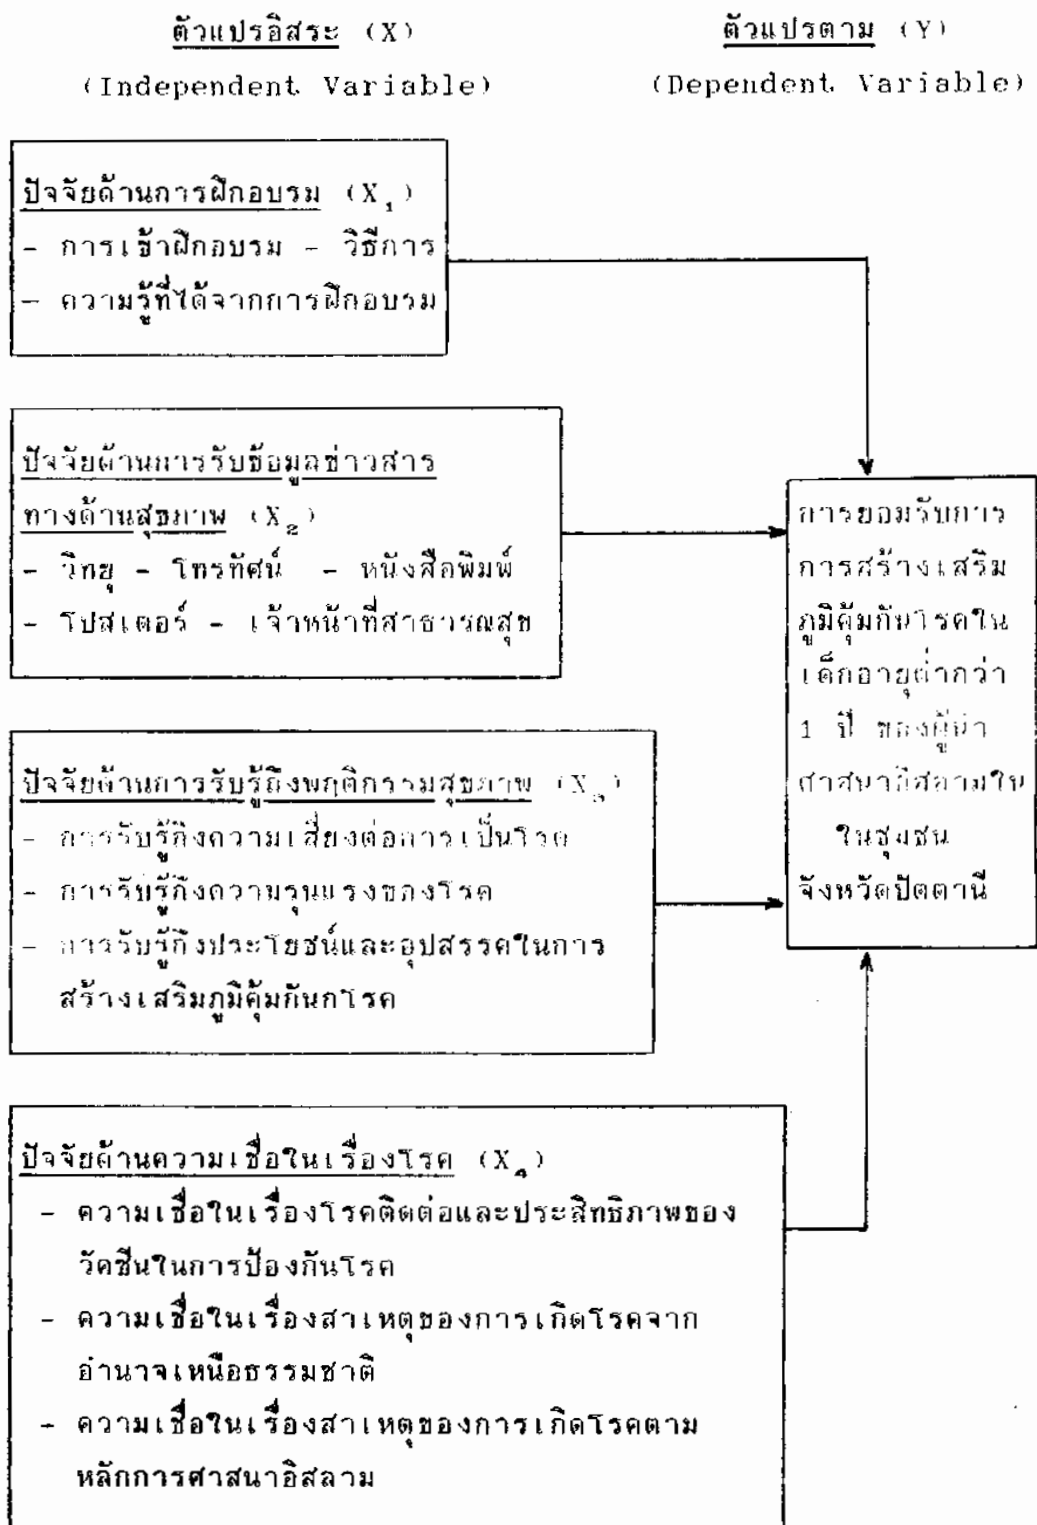 ตัวแปรอิสระ (X)
(Independent Variable)
ตัวแปรตาม (Y)
(Dependent Variable)
ปัจจัยด้านการฝึกอบรม (X₁)
- การเข้าฝึกอบรม - วิธีการ
- ความรู้ที่ได้จากการฝึกอบรม
ปัจจัยด้านการรับข้อมูลข่าวสาร
ทางด้านสุขภาพ (X₂)
- วิทยุ - โทรทัศน์ - หนังสือพิมพ์
- โปสเตอร์ - เจ้าหน้าที่สาธารณสุข
ปัจจัยด้านการรับรู้ถึงพฤติกรรมสุขภาพ (X₃)
- การรับรู้ถึงความเสี่ยงต่อการเป็นโรค
- การรับรู้ถึงความรุนแรงของโรค
- การรับรู้ถึงประโยชน์และอุปสรรคในการ
สร้างเสริมภูมิคุ้มกันกโรค
ปัจจัยด้านความเชื่อในเรื่องโรค (X₄)
- ความเชื่อในเรื่องโรคติดต่อและประสิทธิภาพของ
วัคซีนในการป้องกันโรค
- ความเชื่อในเรื่องสาเหตุของการเกิดโรคจาก
อำนาจเหนือธรรมชาติ
- ความเชื่อในเรื่องสาเหตุของการเกิดโรคตาม
หลักการศาสนาอิสลาม
การยอมรับการ
การสร้างเสริม
ภูมิคุ้มกันโรคใน
เด็กอายุต่ำกว่า
1 ปี ของผู้นำ
ศาสนาอิสลามใน
ในชุมชน
จังหวัดปัตตานี